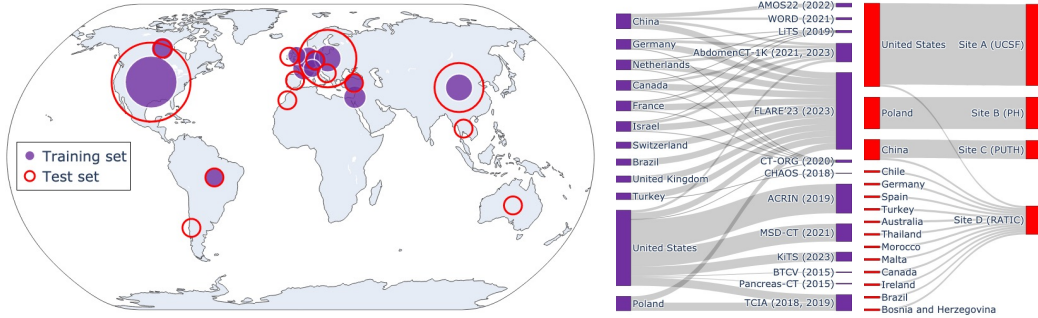 Training set
Test set
China
Germany
Netherlands
Canada
France
Israel
Switzerland
Brazil
United Kingdom
Turkey
United States
Poland
AMOS22 (2022)
WORD (2021)
LiTS (2019)
AbdomenCT-1K (2021, 2023)
FLARE'23 (2023)
CT-ORG (2020)
CHAOS (2018)
ACRIN (2019)
MSD-CT (2021)
KiTS (2023)
BTCV (2015)
Pancreas-CT (2015)
TCIA (2018, 2019)
United States
Poland
China
Chile
Germany
Spain
Turkey
Australia
Thailand
Morocco
Malta
Canada
Ireland
Brazil
Bosnia and Herzegovina
Site A (UCSF)
Site B (PH)
Site C (PUTH)
Site D (RATIC)